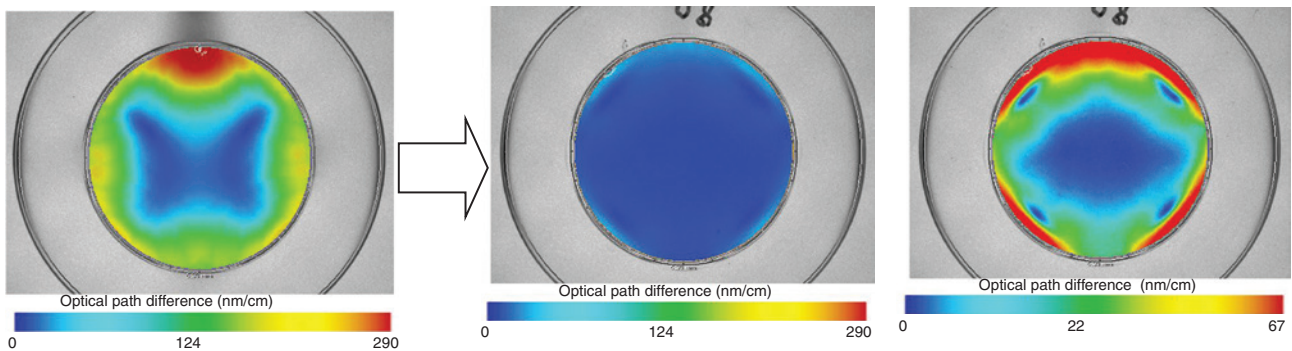 Optical path difference (nm/cm)
0 124 290
Optical path difference (nm/cm)
0 124 290
Optical path difference (nm/cm)
0 22 67